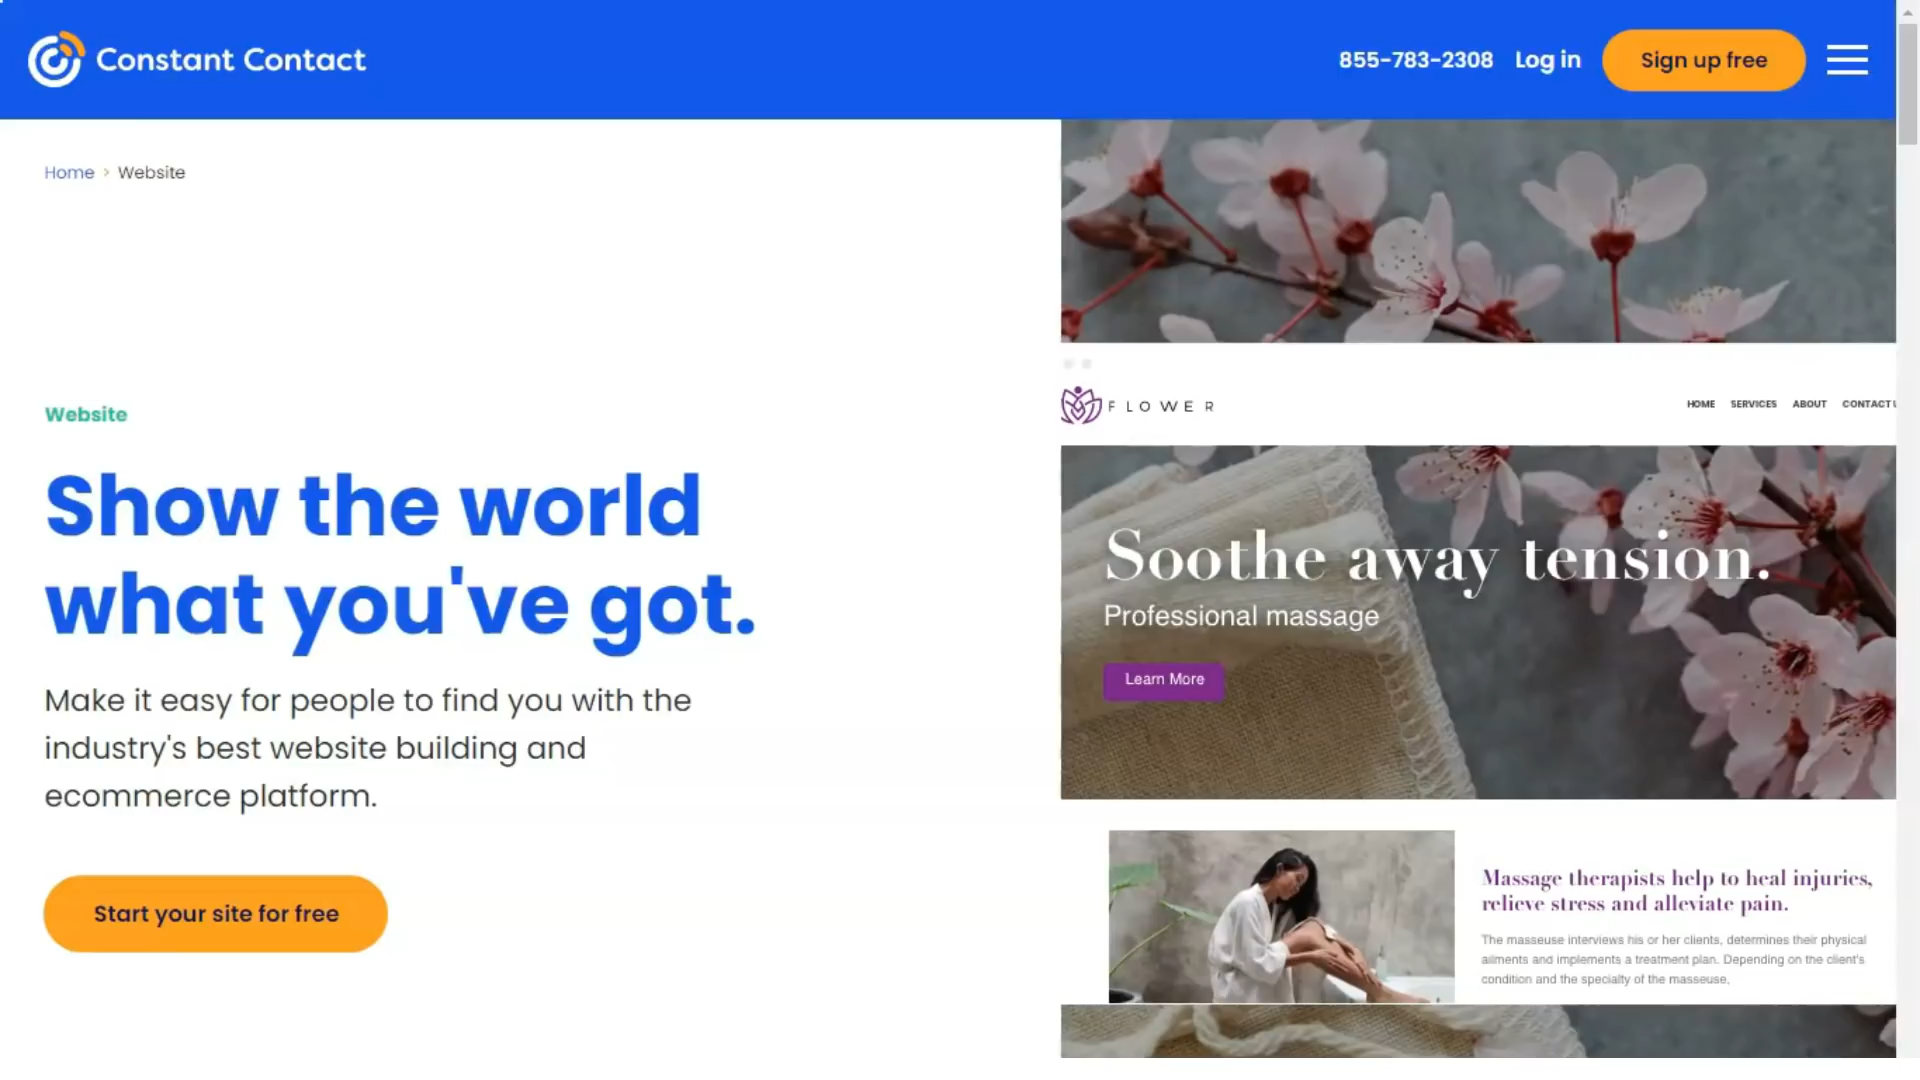 Constant Contact
855-783-2308 Log in Sign up free
Home > Website
Website
Show the world
what you've got.
Make it easy for people to find you with the
industry's best website building and
ecommerce platform.
Start your site for free
FLOWER
HOME SERVICES ABOUT CONTACT
Soothe away tension.
Professional massage
Learn More
Massage therapists help to heal injuries,
relieve stress and alleviate pain.
The masseuse interviews his or her clients, determines their physical
ailments and implements a treatment plan. Depending on the client's
condition and the specialty of the masseuse,